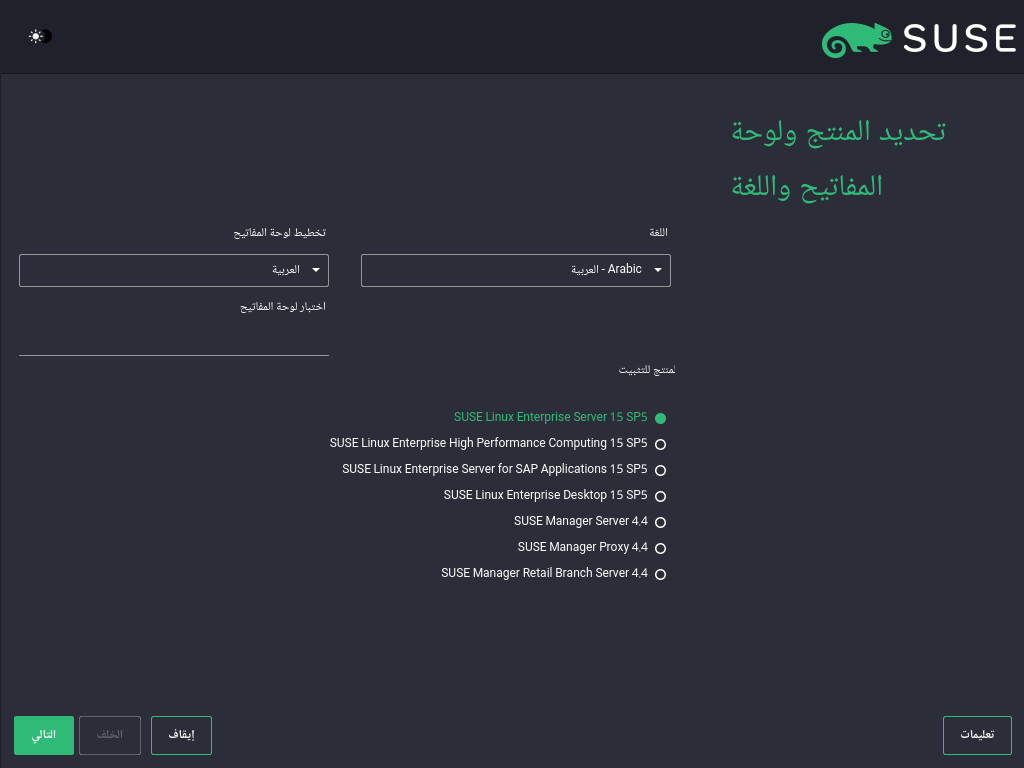 SUSE
تحديد المنتج ولوحة
المفاتيح واللغة
اللغة
Arabic - العربية
تخطيط لوحة المفاتيح
العربية
اختبار لوحة المفاتيح
لمنتج للتثبيت
SUSE Linux Enterprise Server 15 SP5
SUSE Linux Enterprise High Performance Computing 15 SP5
SUSE Linux Enterprise Server for SAP Applications 15 SP5
SUSE Linux Enterprise Desktop 15 SP5
SUSE Manager Server 4.4
SUSE Manager Proxy 4.4
SUSE Manager Retail Branch Server 4.4
تعليمات
إيقاف
الخلف
التالي